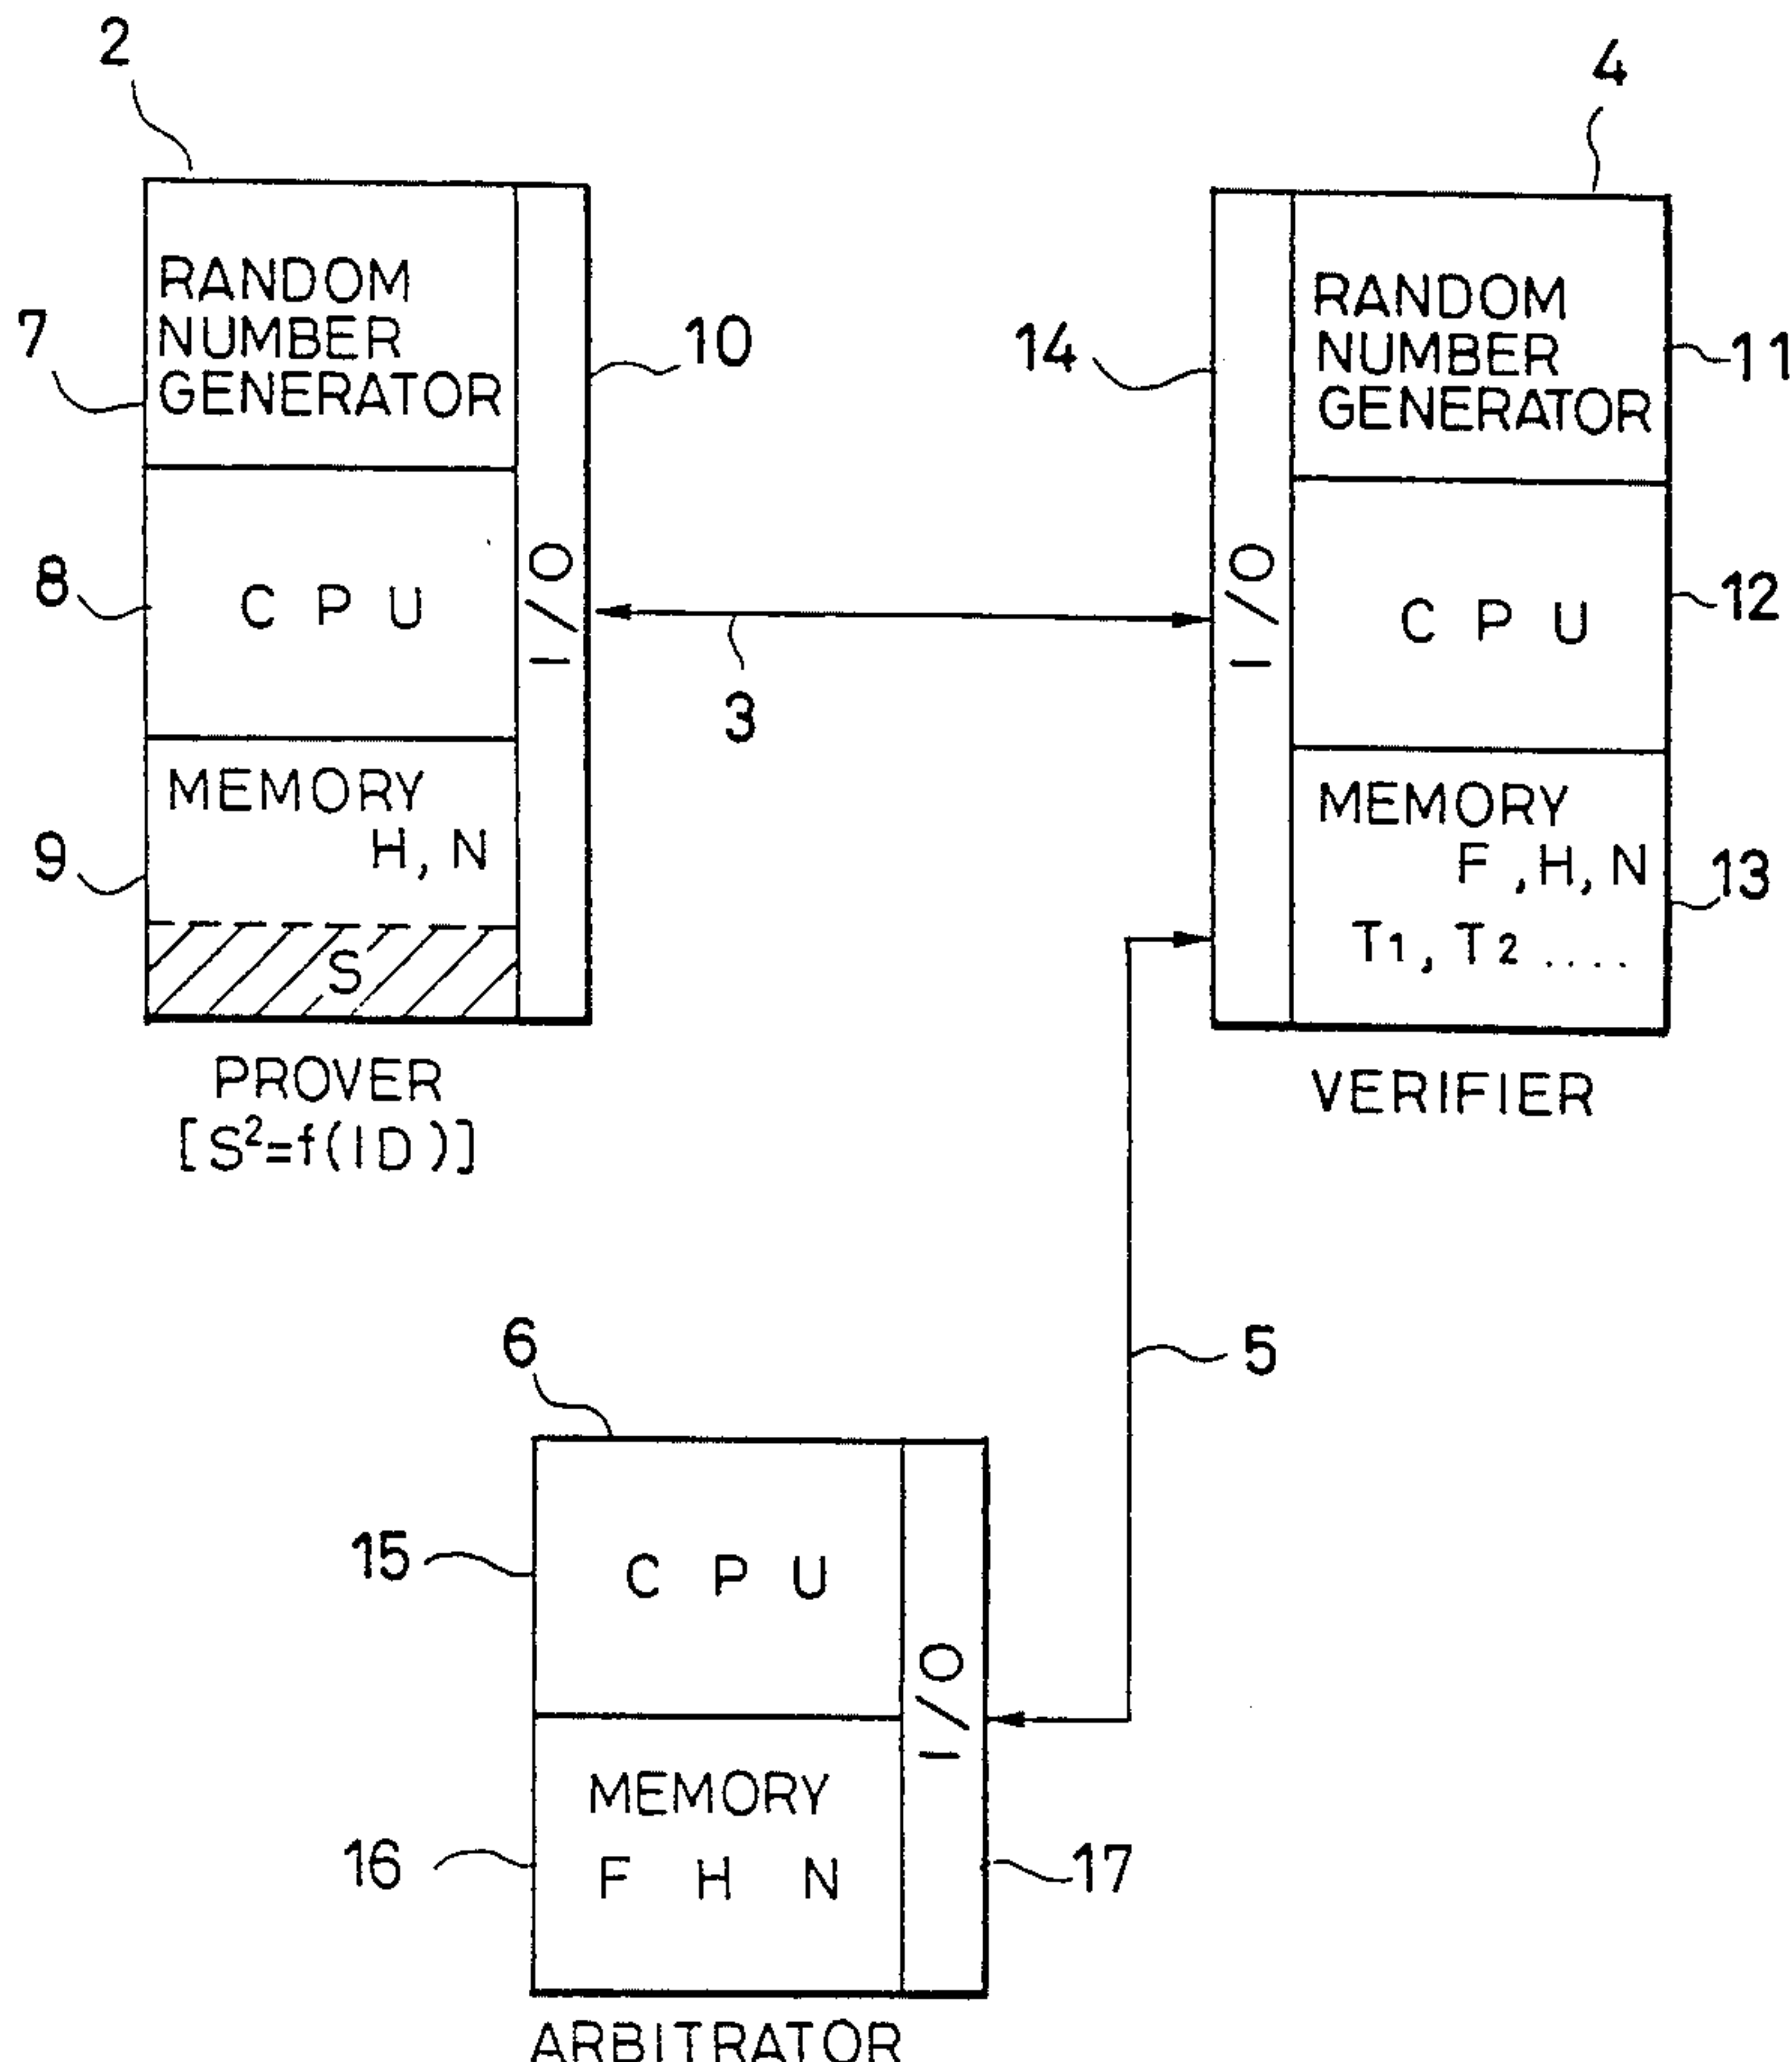 2
4
RANDOM
NUMBER
GENERATOR
7
10
14
RANDOM
NUMBER
GENERATOR
11
8
C P U
I/O
3
I/O
C P U
12
MEMORY
H, N
9
S
MEMORY
F, H, N
T1, T2 ....
13
PROVER
[S²=f(ID)]
VERIFIER
5
6
15
C P U
I/O
MEMORY
F H N
16
17
ARBITRATOR